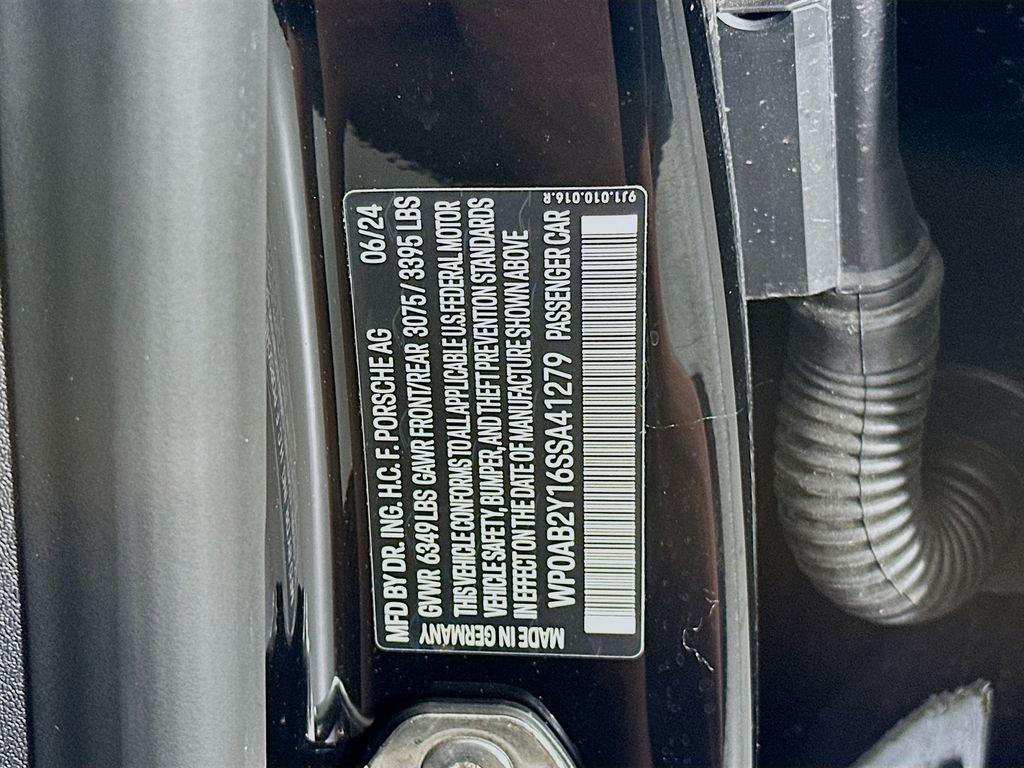 MFD BY DR. ING. H.C. F. PORSCHE AG 06/24
GVWR 6349 LBS GAWR FRONT/REAR 3075 / 3395 LBS
THIS VEHICLE CONFORMS TO ALL APPLICABLE U.S. FEDERAL MOTOR
VEHICLE SAFETY, BUMPER, AND THEFT PREVENTION STANDARDS
IN EFFECT ON THE DATE OF MANUFACTURE SHOWN ABOVE
WP0AB2Y16SSA41279 PASSENGER CAR
MADE IN GERMANY
9J1.010.016.R